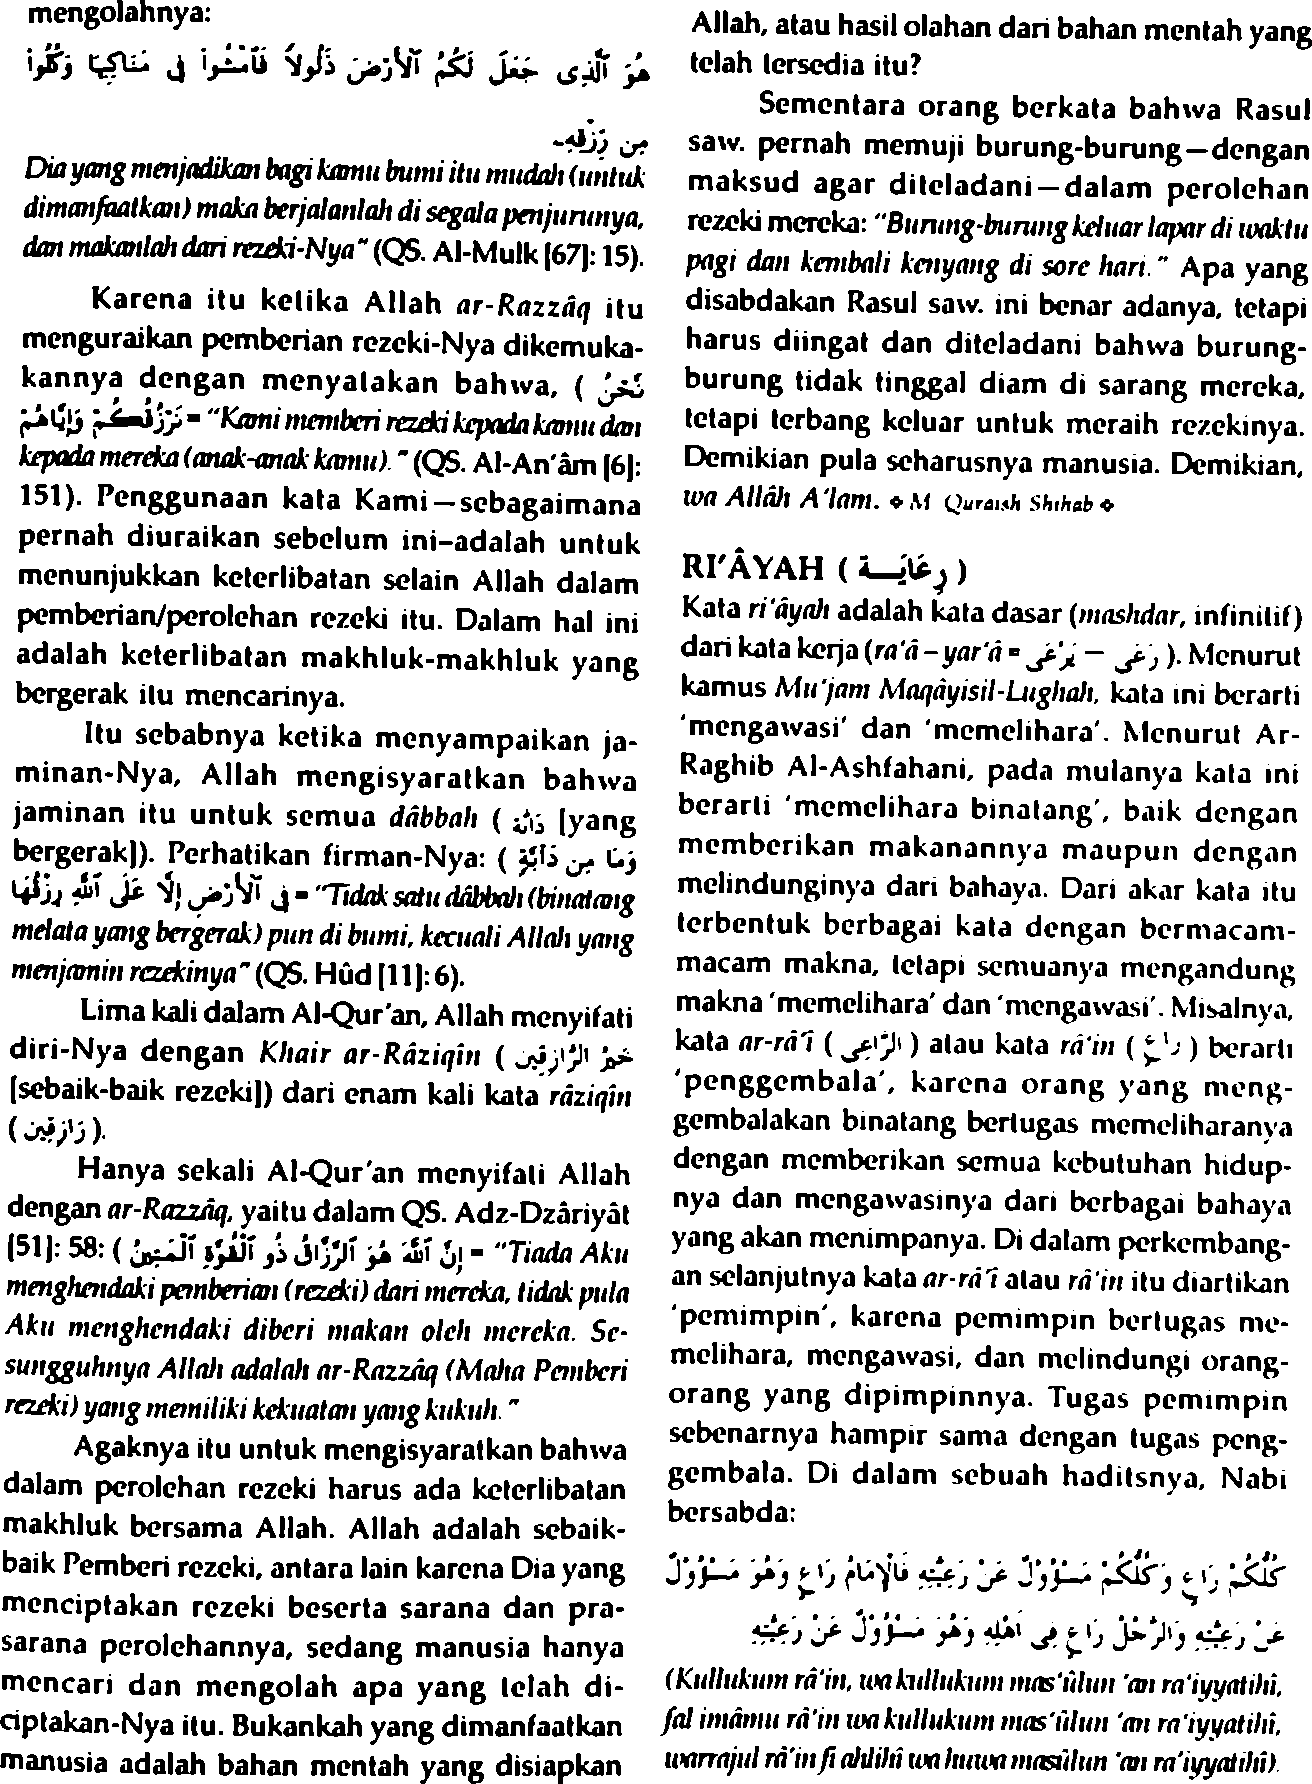 mengolahnya:
هُوَ ٱلَّذِى جَعَلَ لَكُمُ ٱلْأَرْضَ ذَلُولًا فَٱمْشُوا۟ فِى مَنَاكِبِهَا وَكُلُوا۟
مِن رِّزْقِهِۦ
Dia yang menjadikan bagi kamu bumi itu mudah (untuk
dimanfaatkan) maka berjalanlah di segala penjurunya,
dan makanlah dari rezeki-Nya" (QS. Al-Mulk [67]: 15).
Karena itu ketika Allah ar-Razzâq itu
menguraikan pemberian rezeki-Nya dikemuka-
kannya dengan menyatakan bahwa, ( نَّحْنُ
نَرْزُقُكُمْ وَإِيَّاهُمْ = "Kami memberi rezeki kepada kamu dan
kepada mereka (anak-anak kamu)." (QS. Al-An'âm [6]:
151). Penggunaan kata Kami—sebagaimana
pernah diuraikan sebelum ini–adalah untuk
menunjukkan keterlibatan selain Allah dalam
pemberian/perolehan rezeki itu. Dalam hal ini
adalah keterlibatan makhluk-makhluk yang
bergerak itu mencarinya.
Itu sebabnya ketika menyampaikan ja-
minan-Nya, Allah mengisyaratkan bahwa
jaminan itu untuk semua dâbbah ( دَابَّة [yang
bergerak]). Perhatikan firman-Nya: ( وَمَا مِن دَآبَّةٍ
فِى ٱلْأَرْضِ إِلَّا عَلَى ٱللَّهِ رِزْقُهَا = "Tidak satu dâbbah (binatang
melata yang bergerak) pun di bumi, kecuali Allah yang
menjamin rezekinya" (QS. Hûd [11]: 6).
Lima kali dalam Al-Qur'an, Allah menyifati
diri-Nya dengan Khair ar-Râziqîn ( خَيْرُ الرَّازِقِيْنَ
[sebaik-baik rezeki]) dari enam kali kata râziqîn
( رَازِقِيْنَ ).
Hanya sekali Al-Qur'an menyifati Allah
dengan ar-Razzâq, yaitu dalam QS. Adz-Dzâriyât
[51]: 58: ( إِنَّ ٱللَّهَ هُوَ ٱلرَّزَّاقُ ذُو ٱلْقُوَّةِ ٱلْمَتِينُ = "Tiada Aku
menghendaki pemberian (rezeki) dari mereka, tidak pula
Aku menghendaki diberi makan oleh mereka. Se-
sungguhnya Allah adalah ar-Razzâq (Maha Pemberi
rezeki) yang memiliki kekuatan yang kukuh."
Agaknya itu untuk mengisyaratkan bahwa
dalam perolehan rezeki harus ada keterlibatan
makhluk bersama Allah. Allah adalah sebaik-
baik Pemberi rezeki, antara lain karena Dia yang
menciptakan rezeki beserta sarana dan pra-
sarana perolehannya, sedang manusia hanya
mencari dan mengolah apa yang telah di-
ciptakan-Nya itu. Bukankah yang dimanfaatkan
manusia adalah bahan mentah yang disiapkan
Allah, atau hasil olahan dari bahan mentah yang
telah tersedia itu?
Sementara orang berkata bahwa Rasul
saw. pernah memuji burung-burung—dengan
maksud agar diteladani—dalam perolehan
rezeki mereka: "Burung-burung keluar lapar di waktu
pagi dan kembali kenyang di sore hari." Apa yang
disabdakan Rasul saw. ini benar adanya, tetapi
harus diingat dan diteladani bahwa burung-
burung tidak tinggal diam di sarang mereka,
tetapi terbang keluar untuk meraih rezekinya.
Demikian pula seharusnya manusia. Demikian,
wa Allâh A'lam. ❖ M Quraish Shihab ❖
RI'ÂYAH ( رِعَايَـــة )
Kata ri'âyah adalah kata dasar (mashdar, infinitif)
dari kata kerja (ra'â – yar'â = رَعَى – يَرْعَى ). Menurut
kamus Mu'jam Maqâyisil-Lughah, kata ini berarti
'mengawasi' dan 'memelihara'. Menurut Ar-
Raghib Al-Ashfahani, pada mulanya kata ini
berarti 'memelihara binatang', baik dengan
memberikan makanannya maupun dengan
melindunginya dari bahaya. Dari akar kata itu
terbentuk berbagai kata dengan bermacam-
macam makna, tetapi semuanya mengandung
makna 'memelihara' dan 'mengawasi'. Misalnya,
kata ar-râ'î ( الرَّاعِى ) atau kata râ'in ( رَاعٍ ) berarti
'penggembala', karena orang yang meng-
gembalakan binatang bertugas memeliharanya
dengan memberikan semua kebutuhan hidup-
nya dan mengawasinya dari berbagai bahaya
yang akan menimpanya. Di dalam perkembang-
an selanjutnya kata ar-râ'î atau râ'in itu diartikan
'pemimpin', karena pemimpin bertugas me-
melihara, mengawasi, dan melindungi orang-
orang yang dipimpinnya. Tugas pemimpin
sebenarnya hampir sama dengan tugas peng-
gembala. Di dalam sebuah haditsnya, Nabi
bersabda:
كُلُّكُمْ رَاعٍ وَكُلُّكُمْ مَسْؤُوْلٌ عَنْ رَعِيَّتِهِ فَالْاِمَامُ رَاعٍ وَهُوَ مَسْؤُوْلٌ
عَنْ رَعِيَّتِهِ وَالرَّجُلُ رَاعٍ فِى اَهْلِهِ وَهُوَ مَسْؤُوْلٌ عَنْ رَعِيَّتِهِ
(Kullukum râ'in, wa kullukum mas'ûlun 'an ra'iyyatihî,
fal imâmu râ'in wa kullukum mas'ûlun 'an ra'iyyatihî,
warrajul râ'in fî ahlihî wa huwa masûlun 'an ra'iyyatihî).